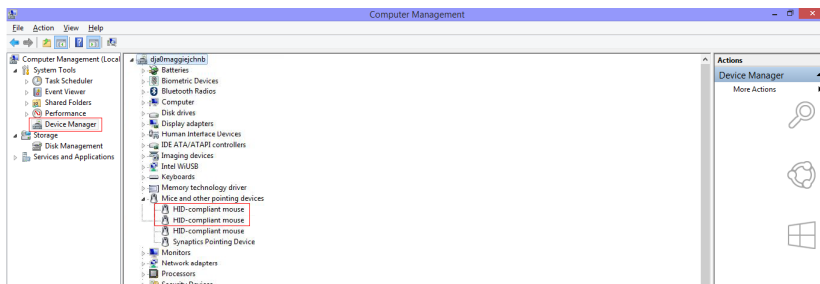 Computer Management
File Action View Help
Computer Management (Local
System Tools
Task Scheduler
Event Viewer
Shared Folders
Performance
Device Manager
Storage
Disk Management
Services and Applications
dja0maggiejchnb
Batteries
Biometric Devices
Bluetooth Radios
Computer
Disk drives
Display adapters
Human Interface Devices
IDE ATA/ATAPI controllers
Imaging devices
Intel WiUSB
Keyboards
Memory technology driver
Mice and other pointing devices
HID-compliant mouse
HID-compliant mouse
HID-compliant mouse
Synaptics Pointing Device
Monitors
Network adapters
Processors
Security Devices
Actions
Device Manager
More Actions